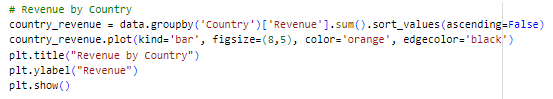 # Revenue by Country
country_revenue = data.groupby('Country')['Revenue'].sum().sort_values(ascending=False)
country_revenue.plot(kind='bar', figsize=(8,5), color='orange', edgecolor='black')
plt.title("Revenue by Country")
plt.ylabel("Revenue")
plt.show()